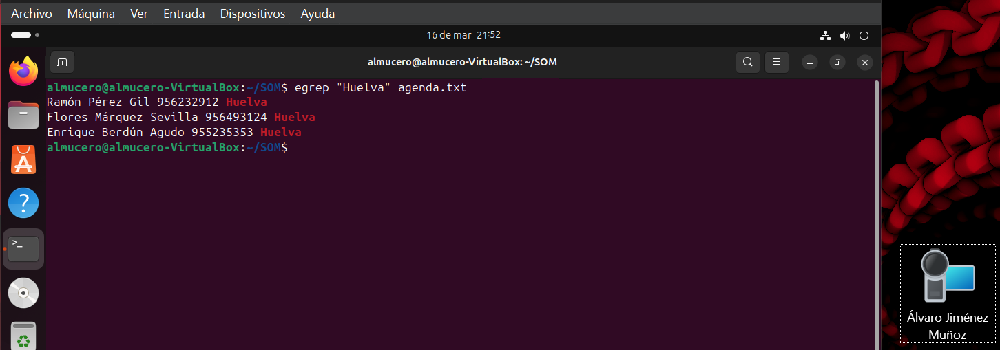 Archivo Máquina Ver Entrada Dispositivos Ayuda
16 de mar 21:52
almucero@almucero-VirtualBox: ~/SOM
almucero@almucero-VirtualBox:~/SOM$ egrep "Huelva" agenda.txt
Ramón Pérez Gil 956232912 Huelva
Flores Márquez Sevilla 956493124 Huelva
Enrique Berdún Agudo 955235353 Huelva
almucero@almucero-VirtualBox:~/SOM$
>_
Álvaro Jiménez
Muñoz